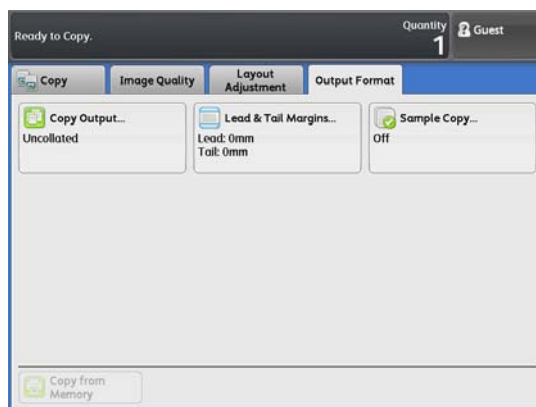 Ready to Copy.
Quantity
1
Guest
Copy
Image Quality
Layout
Adjustment
Output Format
Copy Output...
Uncollated
Lead & Tail Margins...
Lead: 0mm
Tail: 0mm
Sample Copy...
Off
Copy from
Memory